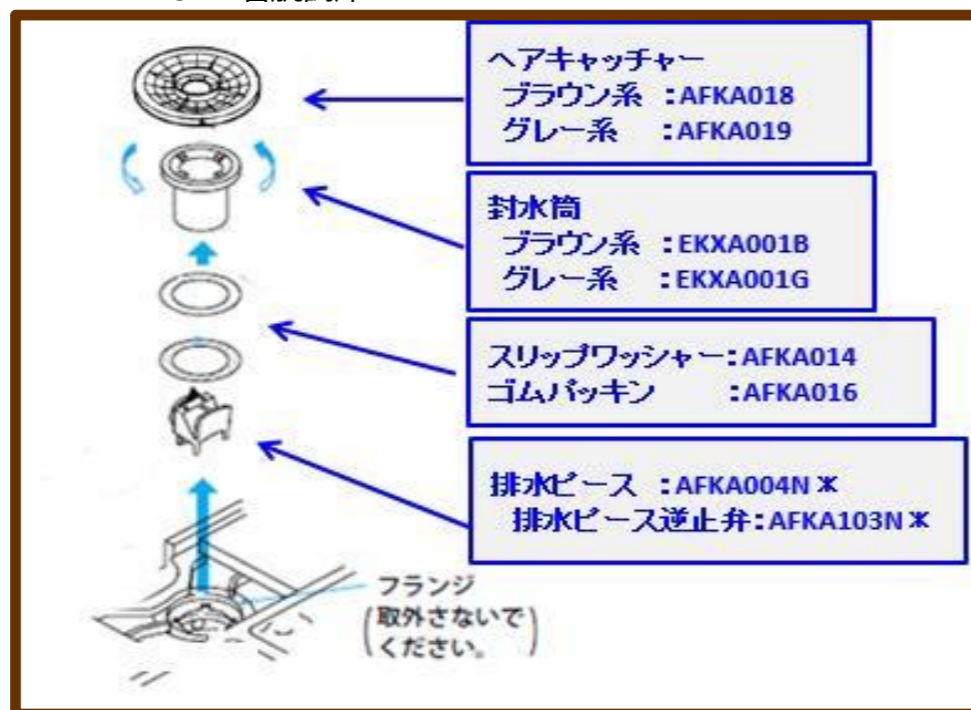 ヘアキャッチャー
ブラウン系 :AFKA018
グレー系 :AFKA019
封水筒
ブラウン系 :EKXA001B
グレー系 :EKXA001G
スリップワッシャー:AFKA014
ゴムパッキン :AFKA016
排水ピース :AFKA004N*
排水ピース逆止弁:AFKA103N*
フランジ
(取外さないで
ください。)